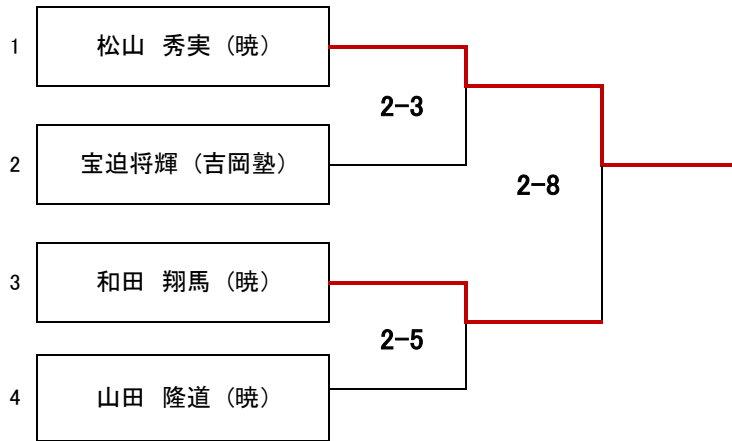 1 松山 秀実（暁）
2-3
2 宝迫将輝（吉岡塾）
2-8
3 和田 翔馬（暁）
2-5
4 山田 隆道（暁）